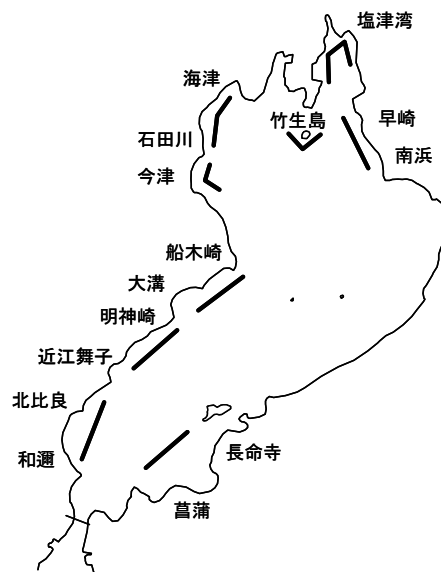 塩津湾
海津
竹生島
早崎
石田川
南浜
今津
船木崎
大溝
明神崎
近江舞子
北比良
長命寺
和邇
菖蒲